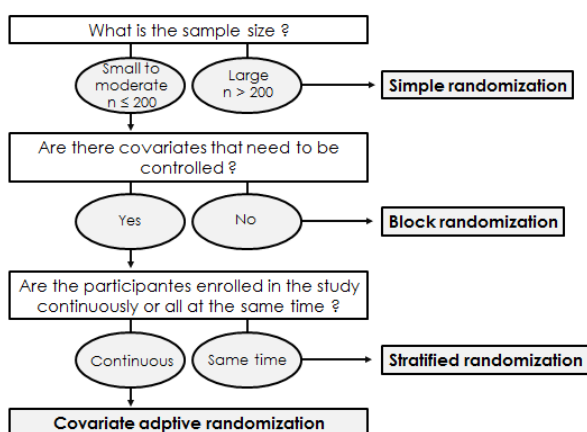 What is the sample size ?
Small to
moderate
n ≤ 200
Large
n > 200
Simple randomization
Are there covariates that need to be
controlled ?
Yes
No
Block randomization
Are the participantes enrolled in the study
continuously or all at the same time ?
Continuous
Same time
Stratified randomization
Covariate adptive randomization